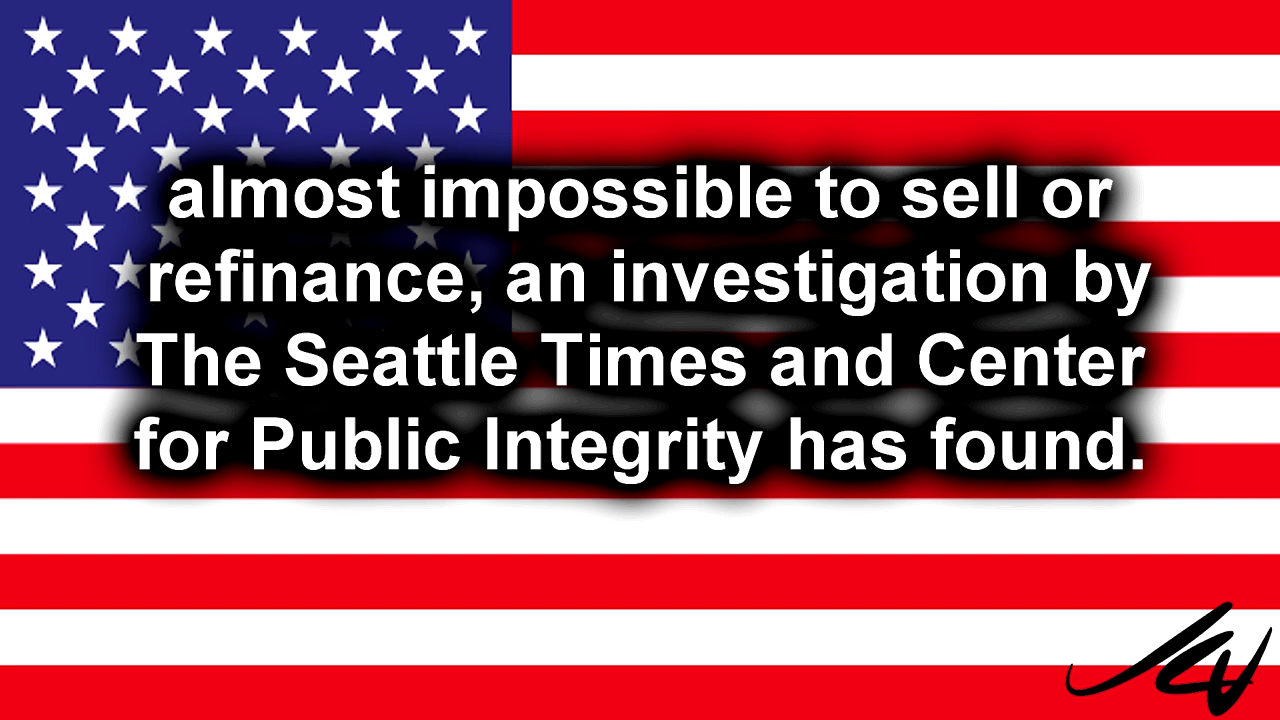 almost impossible to sell or
refinance, an investigation by
The Seattle Times and Center
for Public Integrity has found.